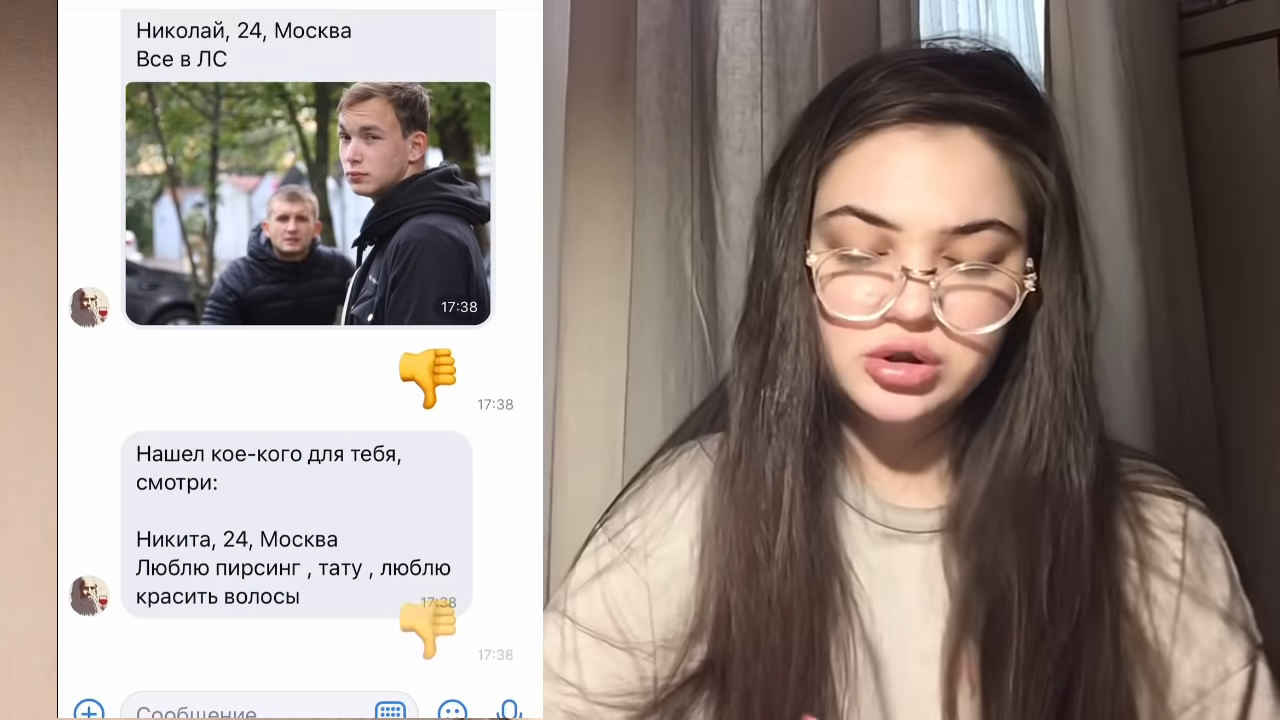 Николай, 24, Москва
Все в ЛС
17:38
17:38
Нашел кое-кого для тебя,
смотри:
Никита, 24, Москва
Люблю пирсинг , тату , люблю
красить волосы
17:38
17:38
Сообщение